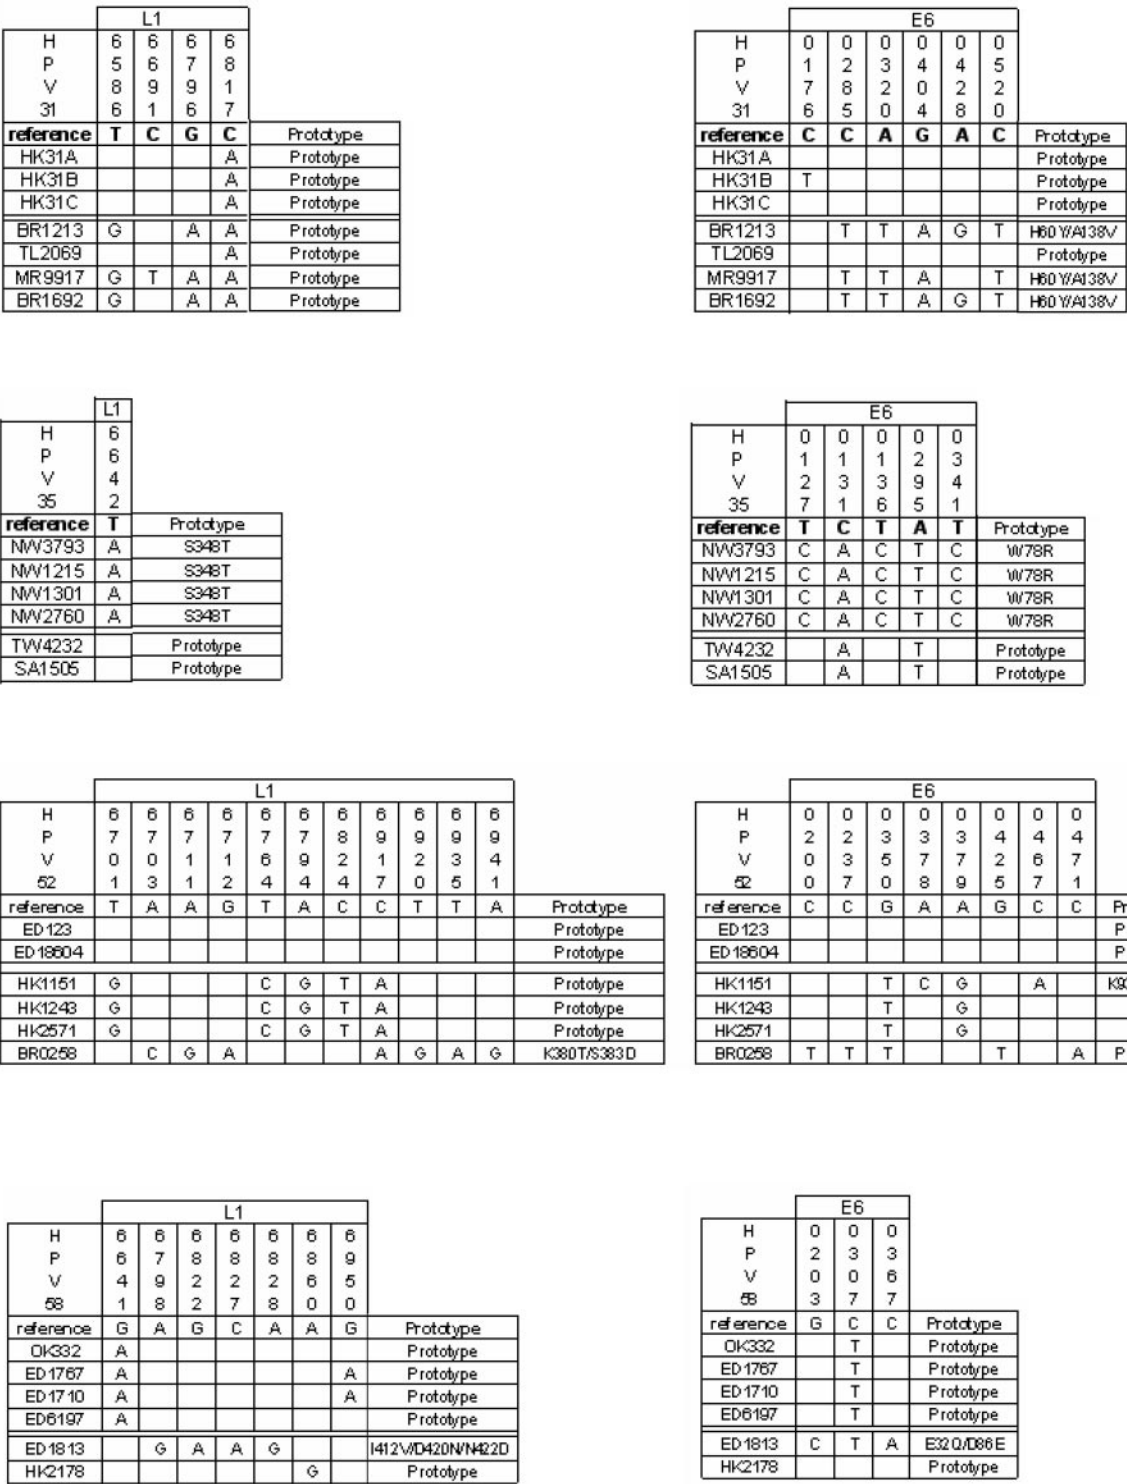 L1
H 6 6 6 6
P 5 6 7 8
V 8 9 9 1
31 6 1 6 7
reference T C G C Prototype
HK31A A Prototype
HK31B A Prototype
HK31C A Prototype
BR1213 G A A Prototype
TL2069 A Prototype
MR9917 G T A A Prototype
BR1692 G A A Prototype
E6
H 0 0 0 0 0 0
P 1 2 3 4 4 5
V 7 8 2 0 2 2
31 6 5 0 4 8 0
reference C C A G A C Prototype
HK31A Prototype
HK31B T Prototype
HK31C Prototype
BR1213 T T A G T H60Y/A138V
TL2069 Prototype
MR9917 T T A T H60Y/A138V
BR1692 T T A G T H60Y/A138V
L1
H 6
P 6
V 4
35 2
reference T Prototype
NW3793 A S348T
NW1215 A S348T
NW1301 A S348T
NW2760 A S348T
TW4232 Prototype
SA1505 Prototype
E6
H 0 0 0 0 0
P 1 1 1 2 3
V 2 3 3 9 4
35 7 1 6 5 1
reference T C T A T Prototype
NW3793 C A C T C W78R
NW1215 C A C T C W78R
NW1301 C A C T C W78R
NW2760 C A C T C W78R
TW4232 A T Prototype
SA1505 A T Prototype
L1
H 6 6 6 6 6 6 6 6 6 6 6
P 7 7 7 7 7 7 8 9 9 9 9
V 0 0 1 1 6 9 2 1 2 3 4
52 1 3 1 2 4 4 4 7 0 5 1
reference T A A G T A C C T T A Prototype
ED123 Prototype
ED18604 Prototype
HK1151 G C G T A Prototype
HK1243 G C G T A Prototype
HK2571 G C G T A Prototype
BR0258 C G A A G A G K380T/S383D
E6
H 0 0 0 0 0 0 0 0
P 2 2 3 3 3 4 4 4
V 0 3 5 7 7 2 6 7
52 0 7 0 8 9 5 7 1
reference C C G A A G C C Pr
ED123 P
ED18604 P
HK1151 T C G A K9
HK1243 T G
HK2571 T G
BR0258 T T T T A P
L1
H 6 6 6 6 6 6 6
P 6 7 8 8 8 8 9
V 4 9 2 2 2 6 5
58 1 8 2 7 8 0 0
reference G A G C A A G Prototype
OK332 A Prototype
ED1767 A A Prototype
ED1710 A A Prototype
ED6197 A Prototype
ED1813 G A A G I412V/D420N/N422D
HK2178 G Prototype
E6
H 0 0 0
P 2 3 3
V 0 0 6
58 3 7 7
reference G C C Prototype
OK332 T Prototype
ED1767 T Prototype
ED1710 T Prototype
ED6197 T Prototype
ED1813 C T A E32Q/D86E
HK2178 Prototype